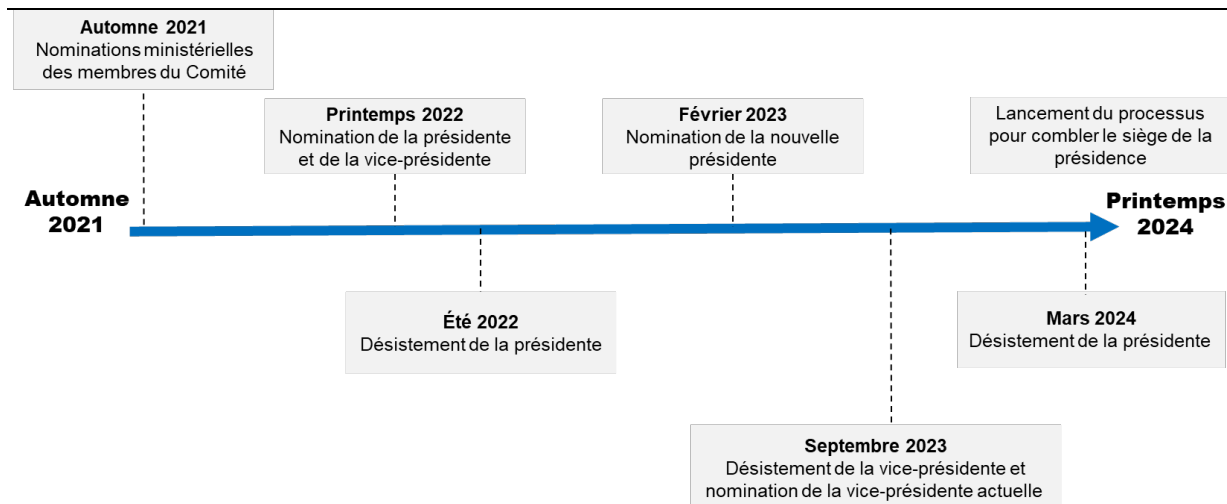 Automne 2021
Nominations ministérielles
des membres du Comité
Printemps 2022
Nomination de la présidente
et de la vice-présidente
Février 2023
Nomination de la nouvelle
présidente
Lancement du processus
pour combler le siège de la
présidence
Automne
2021
Printemps
2024
Été 2022
Désistement de la présidente
Mars 2024
Désistement de la présidente
Septembre 2023
Désistement de la vice-présidente et
nomination de la vice-présidente actuelle